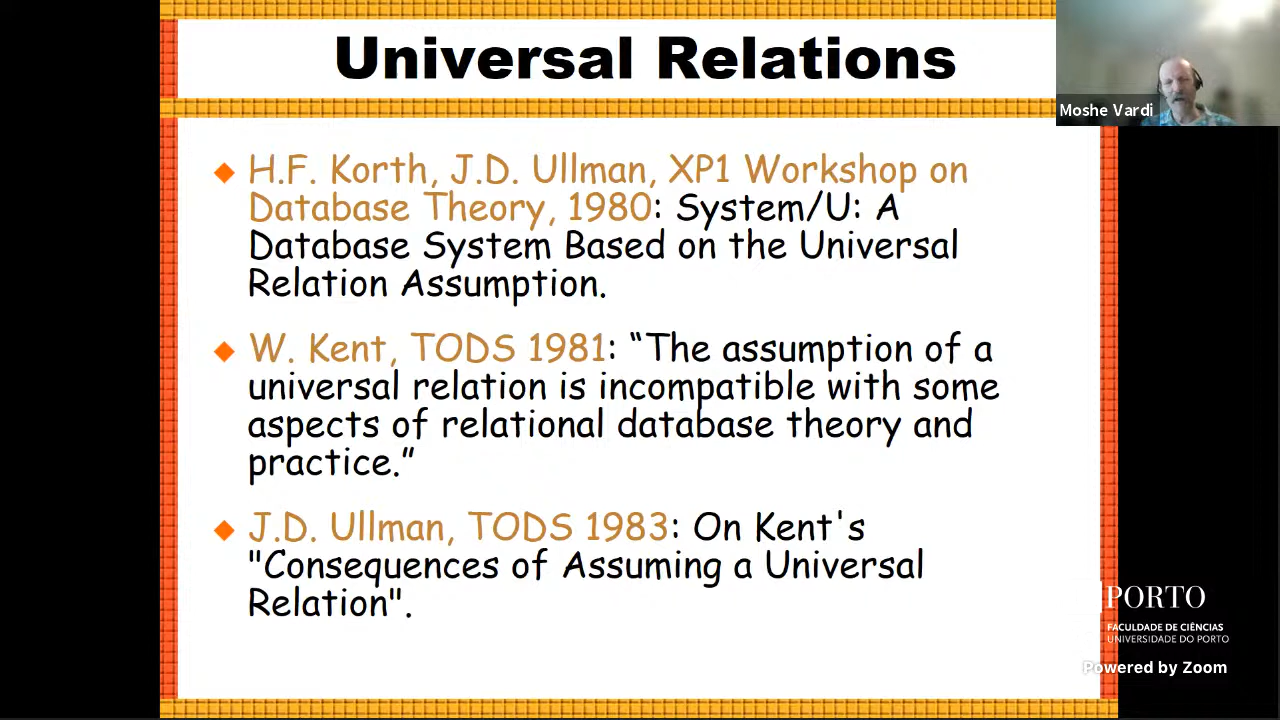 Universal Relations
Moshe Vardi
H.F. Korth, J.D. Ullman, XP1 Workshop on
Database Theory, 1980: System/U: A
Database System Based on the Universal
Relation Assumption.
W. Kent, TODS 1981: “The assumption of a
universal relation is incompatible with some
aspects of relational database theory and
practice.”
J.D. Ullman, TODS 1983: On Kent's
"Consequences of Assuming a Universal
Relation".
PORTO
FACULDADE DE CIÊNCIAS
UNIVERSIDADE DO PORTO
Powered by Zoom